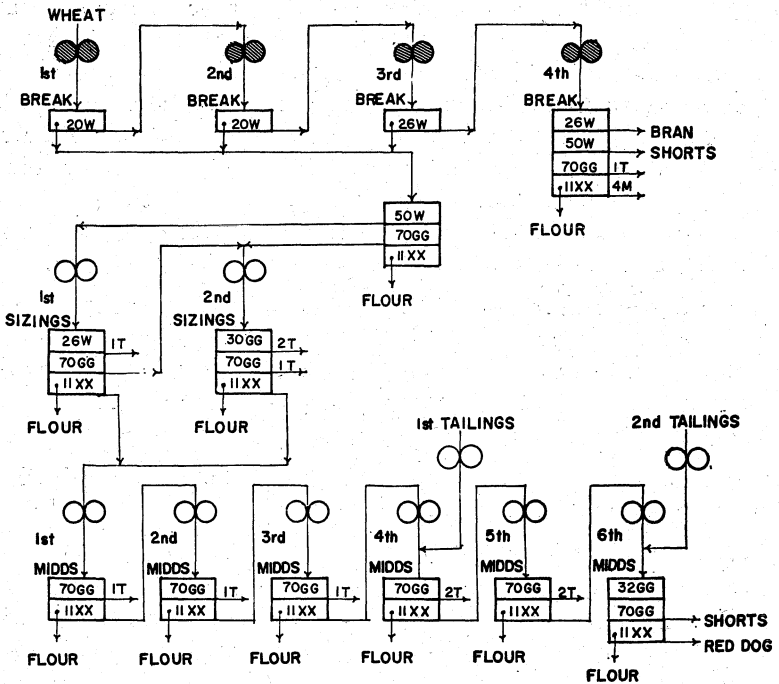 WHEAT
1st 2nd 3rd 4th
BREAK BREAK BREAK BREAK
20W 20W 26W 26W BRAN
50W SHORTS
70GG 1T
11XX 4M
FLOUR
50W
70GG
11XX
FLOUR
1st 2nd
SIZINGS SIZINGS
26W 1T 30GG 2T
70GG 70GG 1T
11XX 11XX
FLOUR FLOUR
1st TAILINGS 2nd TAILINGS
1st 2nd 3rd 4th 5th 6th
MIDDS MIDDS MIDDS MIDDS MIDDS MIDDS
70GG 1T 70GG 1T 70GG 1T 70GG 2T 70GG 2T 32GG
11XX 11XX 11XX 11XX 11XX 70GG SHORTS
11XX RED DOG
FLOUR FLOUR FLOUR FLOUR FLOUR FLOUR